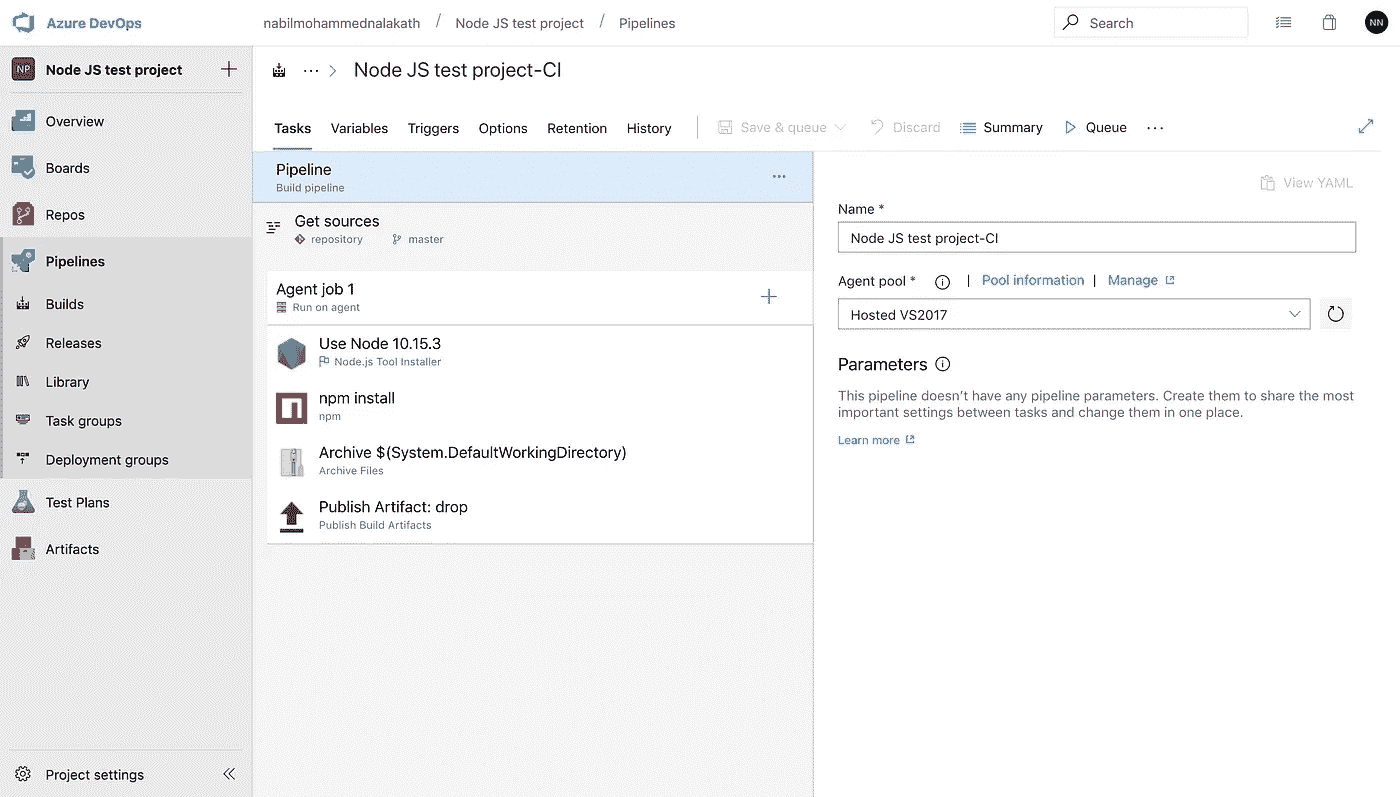 Azure DevOps
nabilmohammednalakath / Node JS test project / Pipelines
Search
NN
NP Node JS test project
Overview
Boards
Repos
Pipelines
Builds
Releases
Library
Task groups
Deployment groups
Test Plans
Artifacts
Project settings
··· > Node JS test project-CI
Tasks Variables Triggers Options Retention History Save & queue Discard Summary Queue ···
Pipeline
Build pipeline
Get sources
repository master
Agent job 1
Run on agent
Use Node 10.15.3
Node.js Tool Installer
npm install
npm
Archive $(System.DefaultWorkingDirectory)
Archive Files
Publish Artifact: drop
Publish Build Artifacts
View YAML
Name *
Node JS test project-CI
Agent pool * | Pool information | Manage
Hosted VS2017
Parameters
This pipeline doesn't have any pipeline parameters. Create them to share the most
important settings between tasks and change them in one place.
Learn more